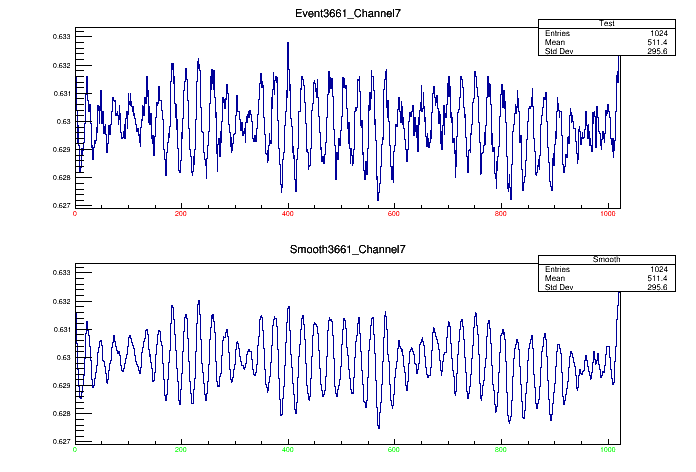 Event3661_Channel7
Test
Entries 1024
Mean 511.4
Std Dev 295.6
0.633
0.632
0.631
0.63
0.629
0.628
0.627
0 200 400 600 800 1000
Smooth3661_Channel7
Smooth
Entries 1024
Mean 511.4
Std Dev 295.6
0.633
0.632
0.631
0.63
0.629
0.628
0.627
0 200 400 600 800 1000